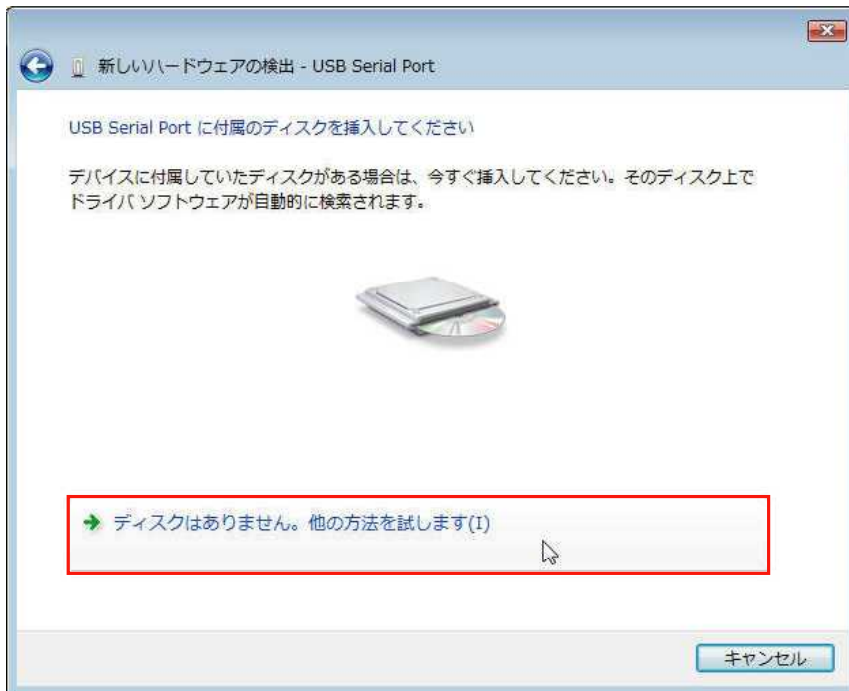 新しいハードウェアの検出 - USB Serial Port
USB Serial Port に付属のディスクを挿入してください
デバイスに付属していたディスクがある場合は、今すぐ挿入してください。そのディスク上で
ドライバ ソフトウェアが自動的に検索されます。
ディスクはありません。他の方法を試します(I)
キャンセル